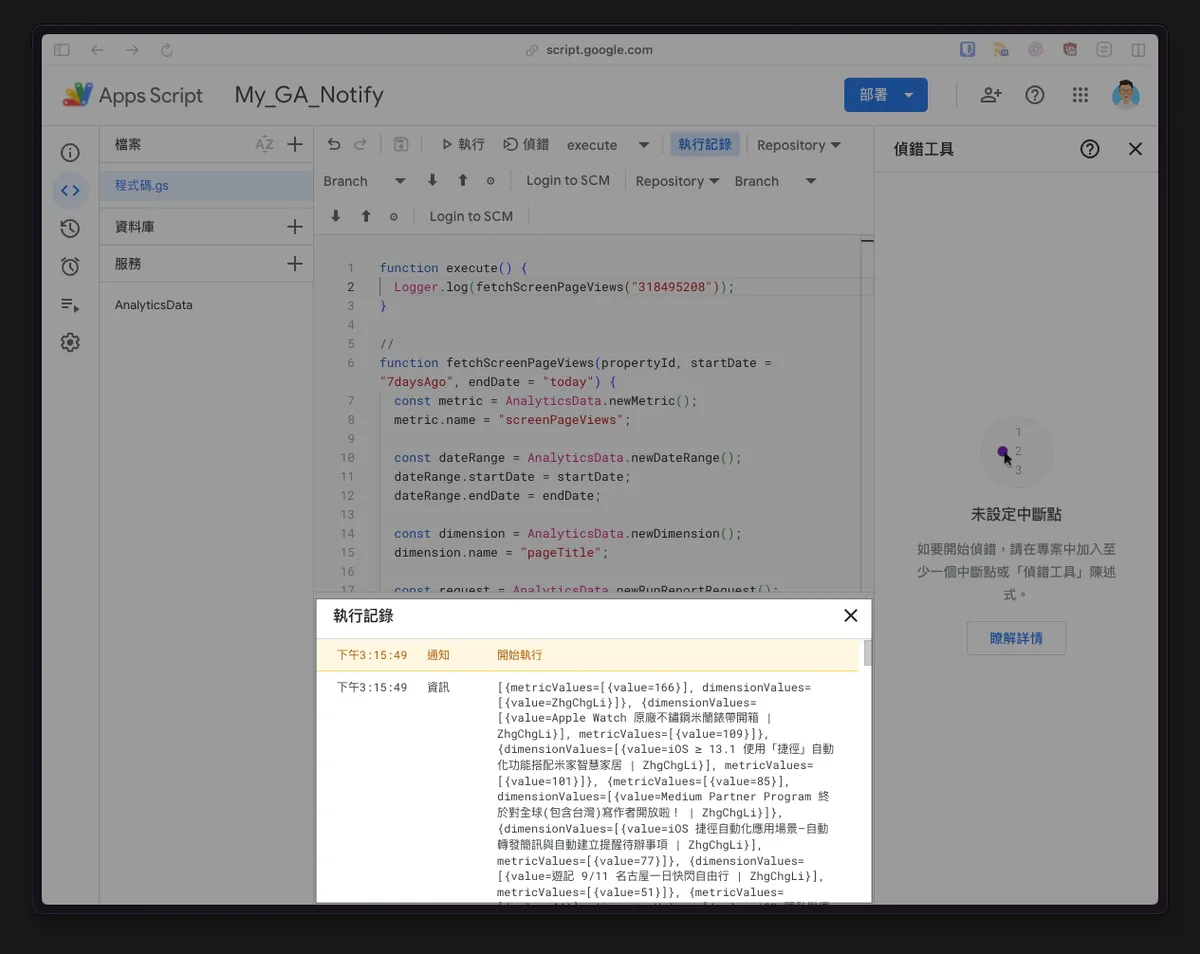 script.google.com
Apps Script
My_GA_Notify
部署
檔案
程式碼.gs
資料庫
服務
AnalyticsData
執行 偵錯 execute 執行記錄 Repository
Branch Login to SCM Repository Branch
Login to SCM
1 function execute() {
2 Logger.log(fetchScreenPageViews("318495208"));
3 }
4
5 //
6 function fetchScreenPageViews(propertyId, startDate =
"7daysAgo", endDate = "today") {
7 const metric = AnalyticsData.newMetric();
8 metric.name = "screenPageViews";
9
10 const dateRange = AnalyticsData.newDateRange();
11 dateRange.startDate = startDate;
12 dateRange.endDate = endDate;
13
14 const dimension = AnalyticsData.newDimension();
15 dimension.name = "pageTitle";
16
17 const request = AnalyticsData.newRunReportRequest();
執行記錄
下午3:15:49 通知 開始執行
下午3:15:49 資訊 [{metricValues=[{value=166}], dimensionValues=
[{value=ZhgChgLi}]}, {dimensionValues=
[{value=Apple Watch 原廠不鏽鋼米蘭錶帶開箱 |
ZhgChgLi}], metricValues=[{value=109}]},
{dimensionValues=[{value=iOS ≥ 13.1 使用「捷徑」自動
化功能搭配米家智慧家居 | ZhgChgLi}], metricValues=
[{value=101}]}, {metricValues=[{value=85}],
dimensionValues=[{value=Medium Partner Program 終
於對全球(包含台灣)寫作者開放啦！ | ZhgChgLi}]},
{dimensionValues=[{value=iOS 捷徑自動化應用場景—自動
轉發簡訊與自動建立提醒待辦事項 | ZhgChgLi}],
metricValues=[{value=77}]}, {dimensionValues=
[{value=遊記 9/11 名古屋一日快閃自由行 | ZhgChgLi}],
metricValues=[{value=51}]}, {metricValues=
偵錯工具
1
2
3
未設定中斷點
如要開始偵錯，請在專案中加入至
少一個中斷點或「偵錯工具」陳述
式。
瞭解詳情